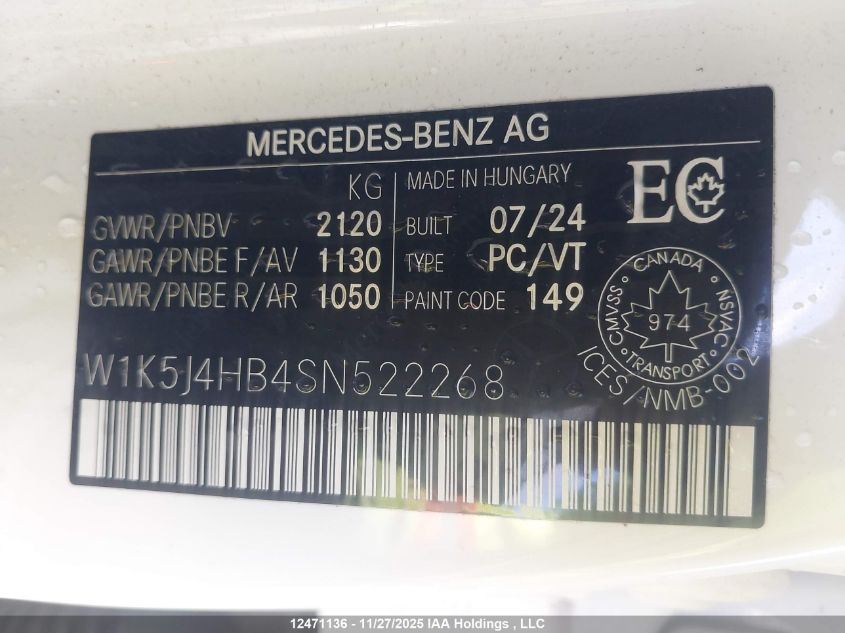 MERCEDES-BENZ AG
KG
GVWR/PNBV 2120
GAWR/PNBE F/AV 1130
GAWR/PNBE R/AR 1050
MADE IN HUNGARY
BUILT 07/24
TYPE PC/VT
PAINT CODE 149
EC
CANADA
CMVSS 974 NSVAC
TRANSPORT
ICES/NMB-002
W1K5J4HB4SN522268
12471136 - 11/27/2025 IAA Holdings , LLC